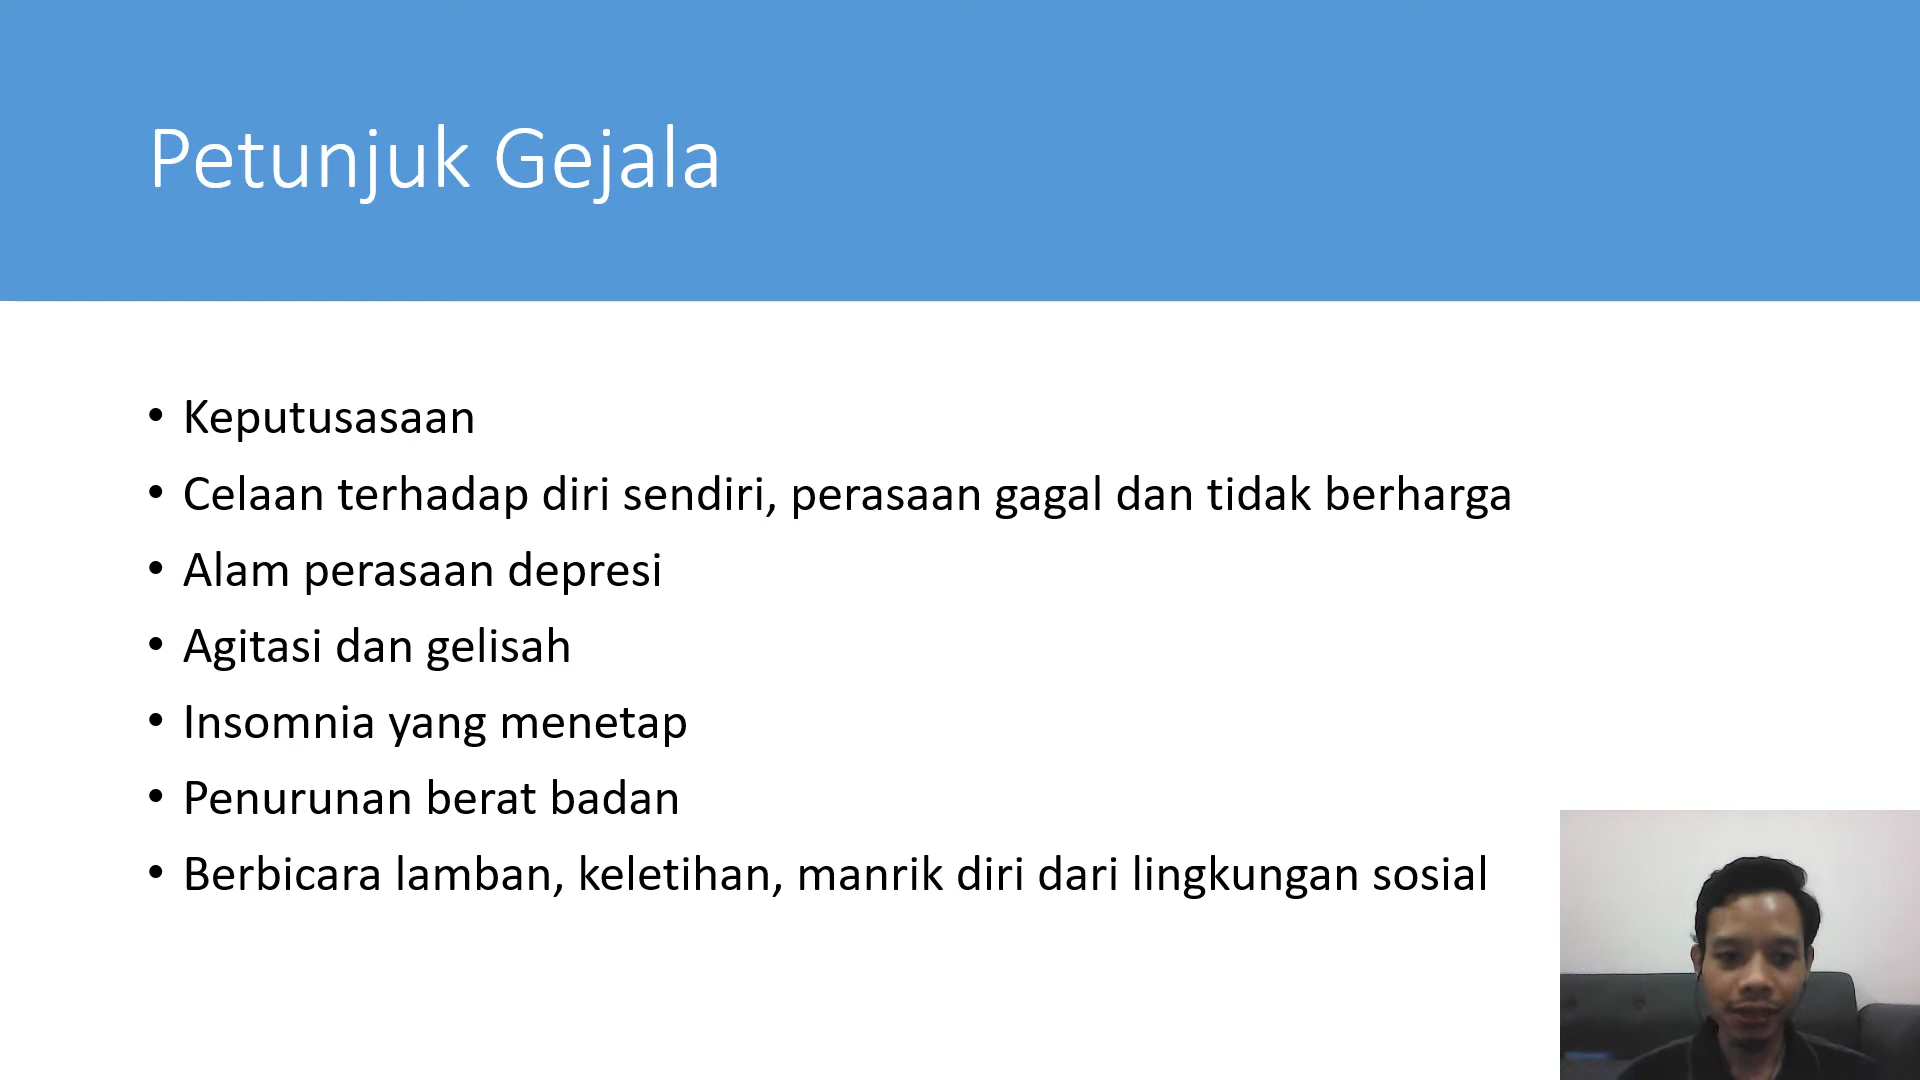 Petunjuk Gejala
• Keputusasaan
• Celaan terhadap diri sendiri, perasaan gagal dan tidak berharga
• Alam perasaan depresi
• Agitasi dan gelisah
• Insomnia yang menetap
• Penurunan berat badan
• Berbicara lamban, keletihan, manrik diri dari lingkungan sosial